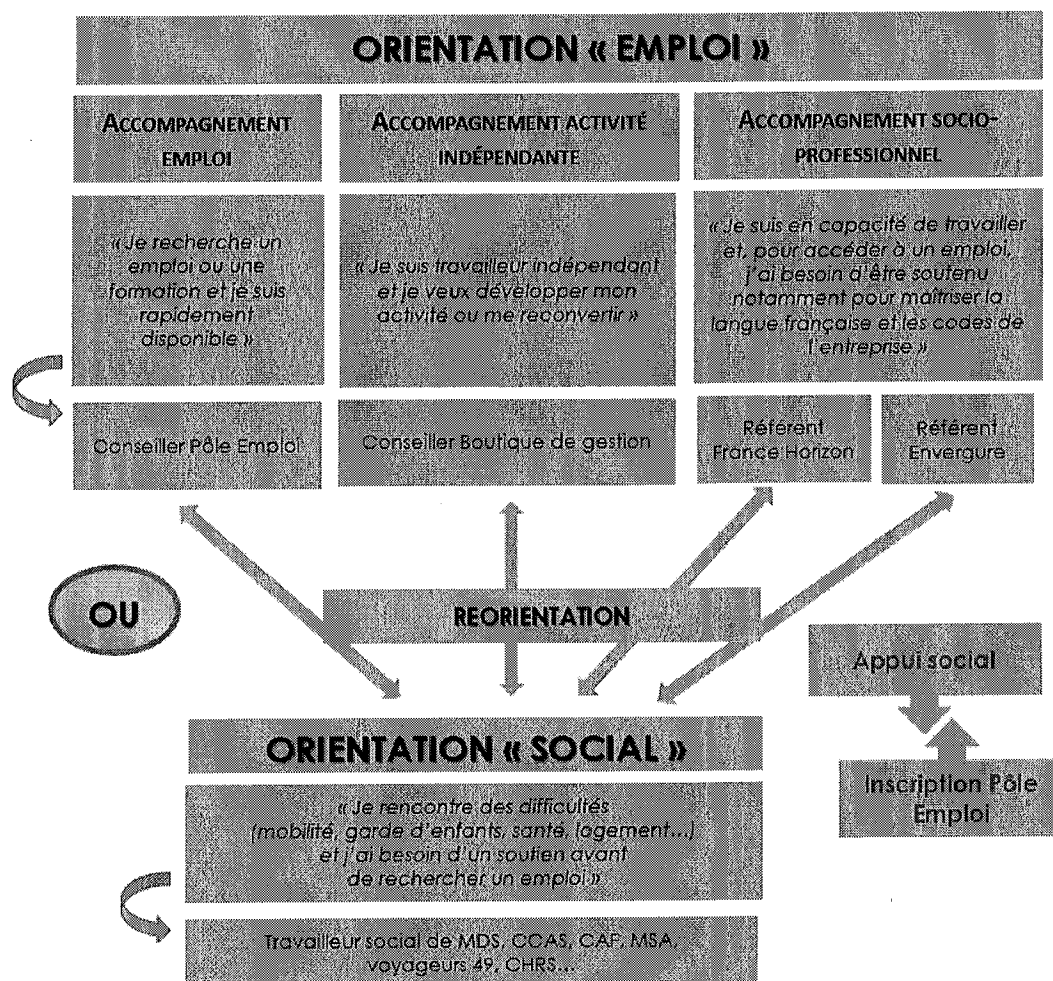 ORIENTATION « EMPLOI »
ACCOMPAGNEMENT
EMPLOI
ACCOMPAGNEMENT ACTIVITÉ
INDÉPENDANTE
ACCOMPAGNEMENT SOCIO-
PROFESSIONNEL
« Je recherche un
emploi ou une
formation et je suis
rapidement
disponible »
« Je suis travailleur indépendant
et je veux développer mon
activité ou me reconvertir »
« Je suis en capacité de travailler
et, pour accéder à un emploi,
j'ai besoin d'être soutenu
notamment pour maîtriser la
langue française et les codes de
l'entreprise »
Conseiller Pôle Emploi
Conseiller Boutique de gestion
Référent
France Horizon
Référent
Envergure
OU
REORIENTATION
Appui social
Inscription Pôle
Emploi
ORIENTATION « SOCIAL »
« Je rencontre des difficultés
(mobilité, garde d'enfants, santé, logement...)
et j'ai besoin d'un soutien avant
de rechercher un emploi »
Travailleur social de MDS, CCAS, CAF, MSA,
voyageurs 49, CHRS...